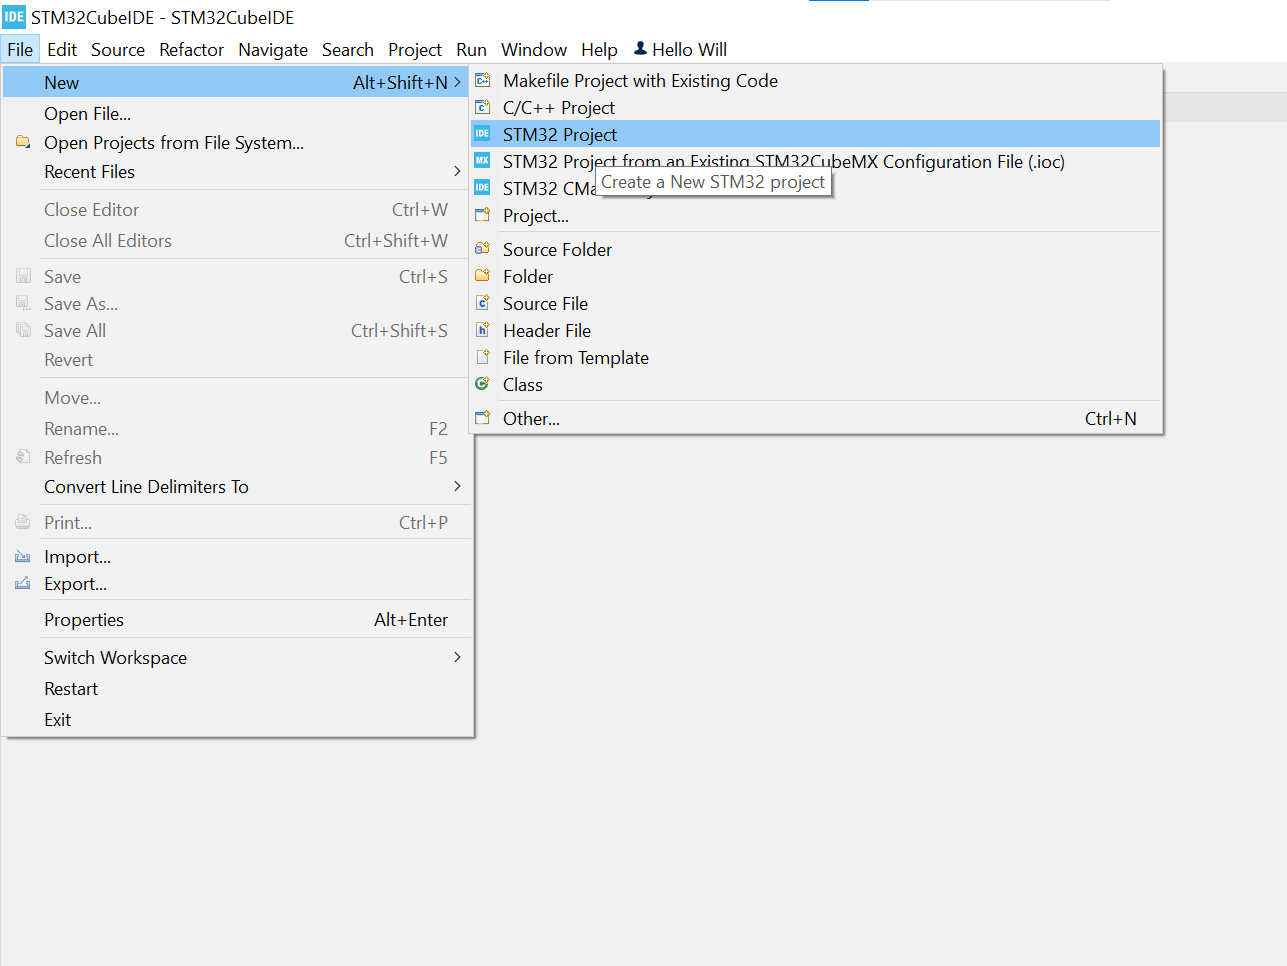 IDE STM32CubeIDE - STM32CubeIDE
File Edit Source Refactor Navigate Search Project Run Window Help Hello Will
New Alt+Shift+N
Open File...
Open Projects from File System...
Recent Files
Close Editor Ctrl+W
Close All Editors Ctrl+Shift+W
Save Ctrl+S
Save As...
Save All Ctrl+Shift+S
Revert
Move...
Rename... F2
Refresh F5
Convert Line Delimiters To
Print... Ctrl+P
Import...
Export...
Properties Alt+Enter
Switch Workspace
Restart
Exit
Makefile Project with Existing Code
C/C++ Project
IDE STM32 Project
MX STM32 Project from an Existing STM32CubeMX Configuration File (.ioc)
Create a New STM32 project
IDE STM32 CMa
Project...
Source Folder
Folder
Source File
Header File
File from Template
Class
Other... Ctrl+N